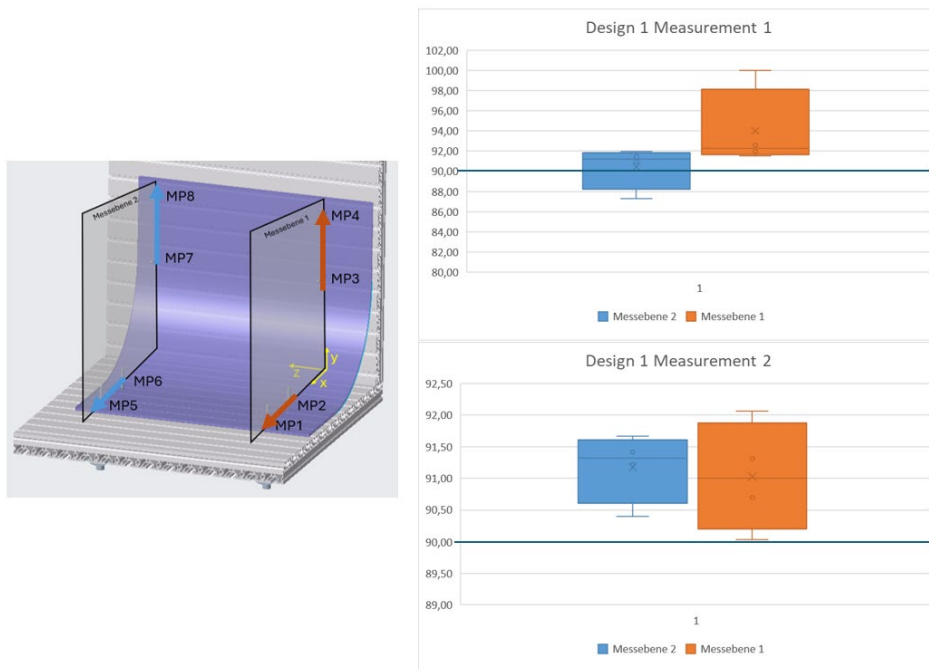 Messebene 2
MP8
MP7
MP6
MP5
Messebene 1
MP4
MP3
MP2
MP1
y
z
x
Design 1 Measurement 1
102,00
100,00
98,00
96,00
94,00
92,00
90,00
88,00
86,00
84,00
82,00
80,00
1
Messebene 2 Messebene 1
Design 1 Measurement 2
92,50
92,00
91,50
91,00
90,50
90,00
89,50
89,00
1
Messebene 2 Messebene 1